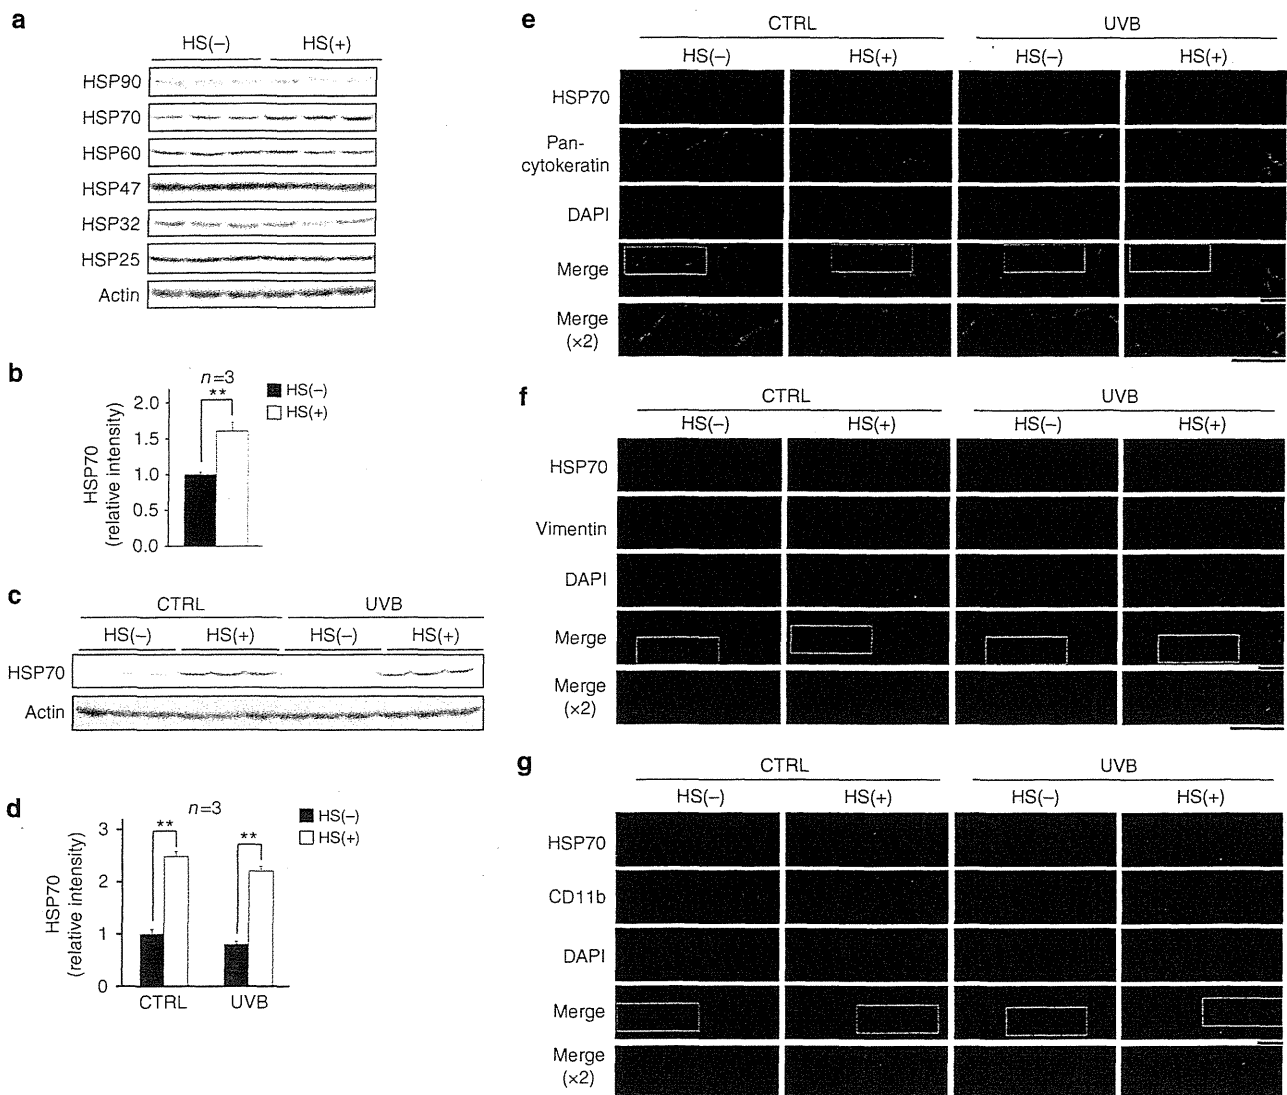 a
HS(–) HS(+)
HSP90
HSP70
HSP60
HSP47
HSP32
HSP25
Actin
b
n=3
**
HS(–)
HS(+)
HSP70
(relative intensity)
2.0
1.5
1.0
0.5
0.0
c
CTRL UVB
HS(–) HS(+) HS(–) HS(+)
HSP70
Actin
d
n=3
** **
HS(–)
HS(+)
HSP70
(relative intensity)
3
2
1
0
CTRL UVB
e
CTRL UVB
HS(–) HS(+) HS(–) HS(+)
HSP70
Pan-
cytokeratin
DAPI
Merge
Merge
(×2)
f
CTRL UVB
HS(–) HS(+) HS(–) HS(+)
HSP70
Vimentin
DAPI
Merge
Merge
(×2)
g
CTRL UVB
HS(–) HS(+) HS(–) HS(+)
HSP70
CD11b
DAPI
Merge
Merge
(×2)